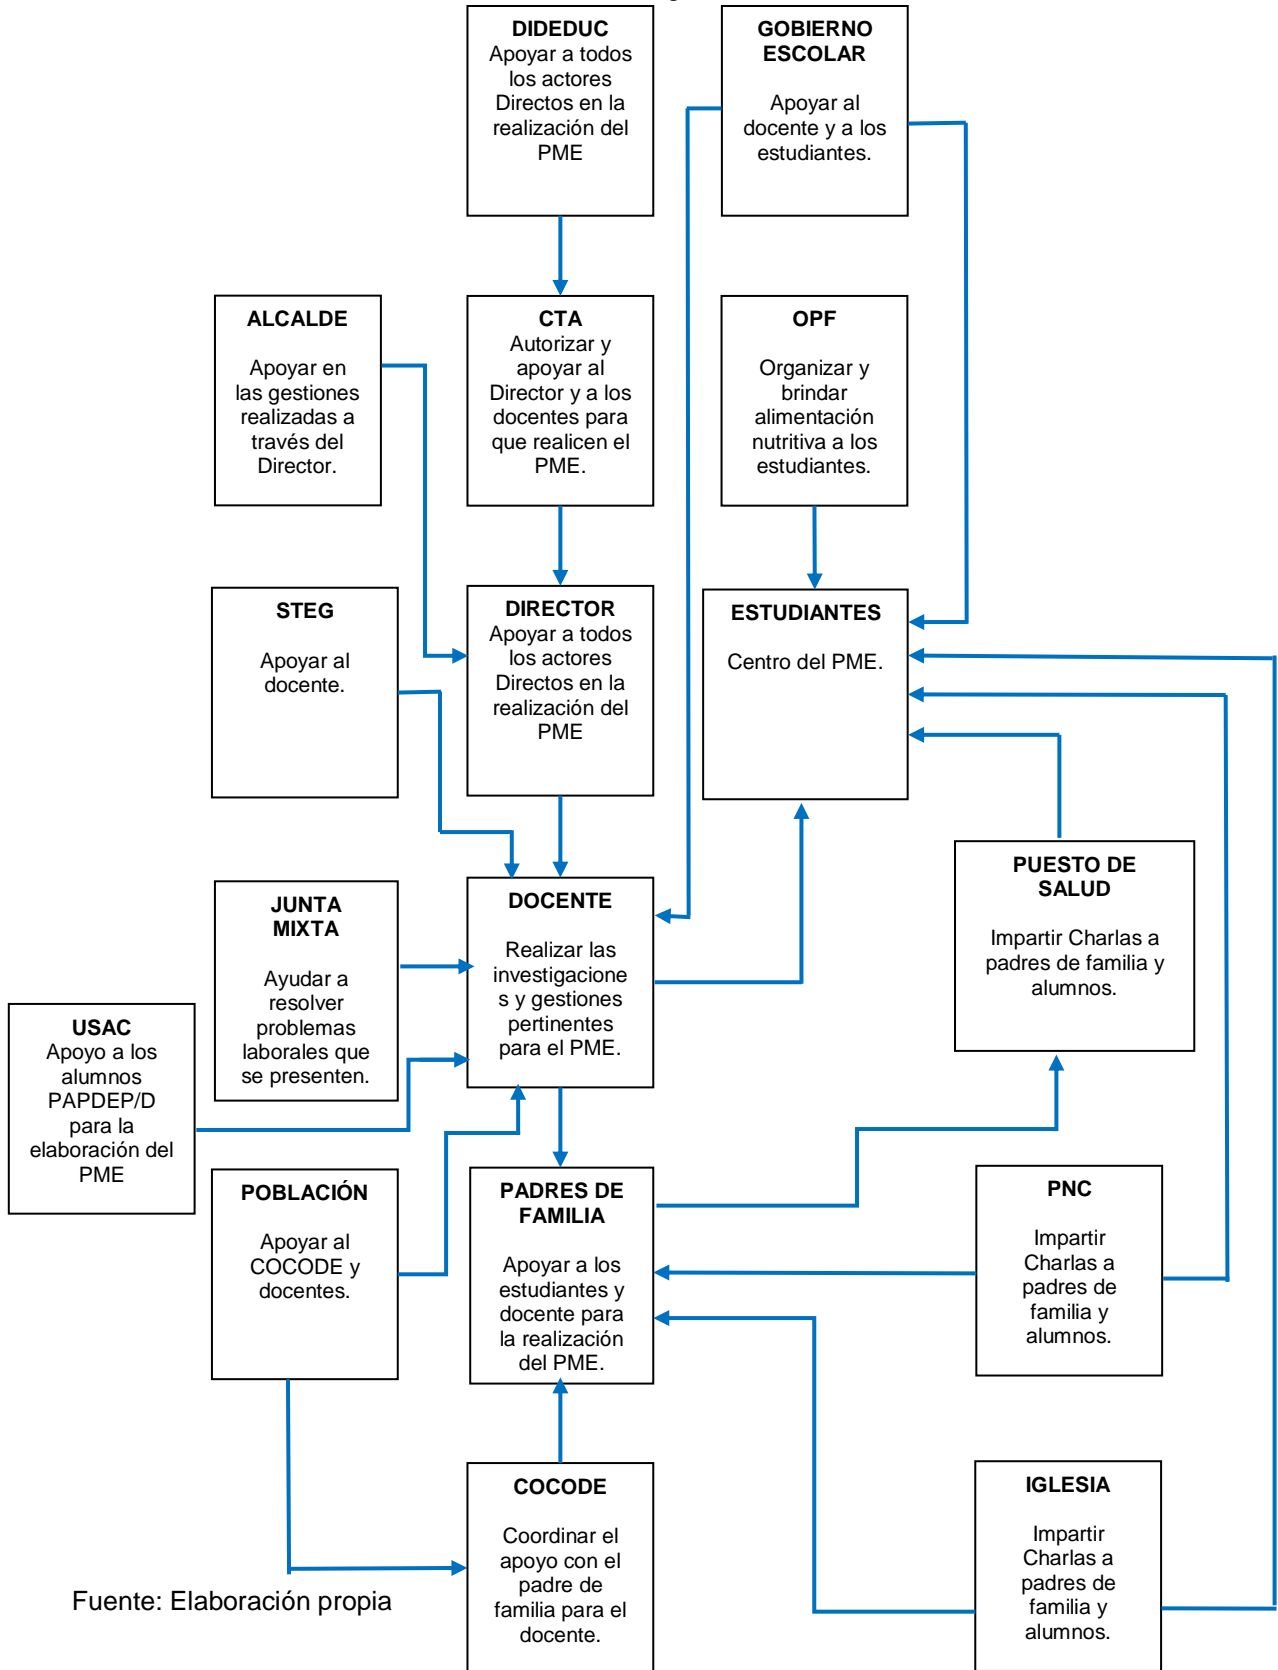 DIDEDUC
Apoyar a todos
los actores
Directos en la
realización del
PME
GOBIERNO
ESCOLAR
Apoyar al
docente y a los
estudiantes.
ALCALDE
Apoyar en
las gestiones
realizadas a
través del
Director.
CTA
Autorizar y
apoyar al
Director y a los
docentes para
que realicen el
PME.
OPF
Organizar y
brindar
alimentación
nutritiva a los
estudiantes.
STEG
Apoyar al
docente.
DIRECTOR
Apoyar a todos
los actores
Directos en la
realización del
PME
ESTUDIANTES
Centro del PME.
JUNTA
MIXTA
Ayudar a
resolver
problemas
laborales que
se presenten.
DOCENTE
Realizar las
investigacione
s y gestiones
pertinentes
para el PME.
PUESTO DE
SALUD
Impartir Charlas a
padres de familia y
alumnos.
USAC
Apoyo a los
alumnos
PAPDEP/D
para la
elaboración del
PME
POBLACIÓN
Apoyar al
COCODE y
docentes.
PADRES DE
FAMILIA
Apoyar a los
estudiantes y
docente para
la realización
del PME.
PNC
Impartir
Charlas a
padres de
familia y
alumnos.
COCODE
Coordinar el
apoyo con el
padre de
familia para el
docente.
IGLESIA
Impartir
Charlas a
padres de
familia y
alumnos.
Fuente: Elaboración propia